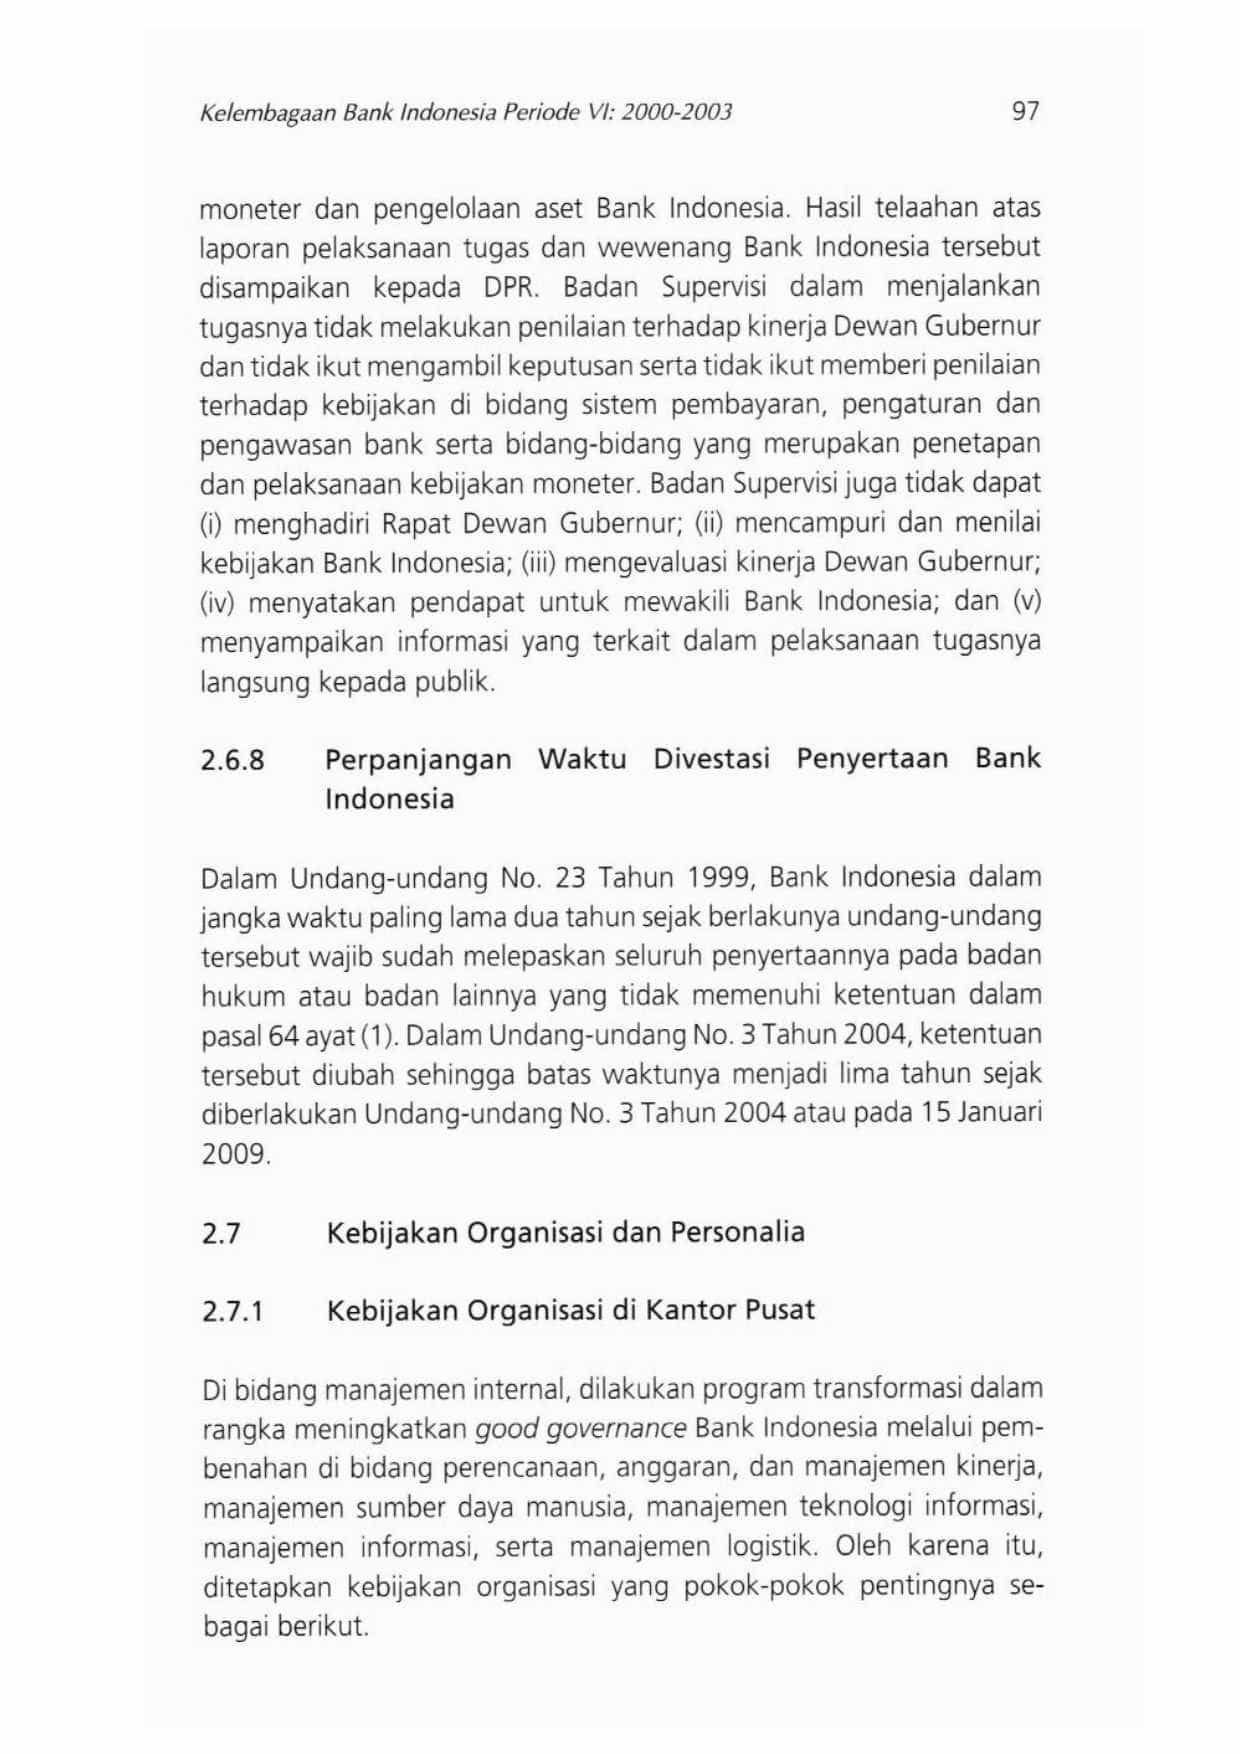 Kelembagaan Bank Indonesia Periode VI: 2000-2003 97
moneter dan pengelolaan aset Bank Indonesia. Hasil telaahan atas
laporan pelaksanaan tugas dan wewenang Bank Indonesia tersebut
disampaikan kepada DPR. Badan Supervisi dalam menjalankan
tugasnya tidak melakukan penilaian terhadap kinerja Dewan Gubernur
dan tidak ikut mengambil keputusan serta tidak ikut memberi penilaian
terhadap kebijakan di bidang sistem pembayaran, pengaturan dan
pengawasan bank serta bidang-bidang yang merupakan penetapan
dan pelaksanaan kebijakan moneter. Badan Supervisi juga tidak dapat
(i) menghadiri Rapat Dewan Gubernur; (ii) mencampuri dan menilai
kebijakan Bank Indonesia; (iii) mengevaluasi kinerja Dewan Gubernur;
(iv) menyatakan pendapat untuk mewakili Bank Indonesia; dan (v)
menyampaikan informasi yang terkait dalam pelaksanaan tugasnya
langsung kepada publik.
2.6.8 Perpanjangan Waktu Divestasi Penyertaan Bank
Indonesia
Dalam Undang-undang No. 23 Tahun 1999, Bank Indonesia dalam
jangka waktu paling lama dua tahun sejak berlakunya undang-undang
tersebut wajib sudah melepaskan seluruh penyertaannya pada badan
hukum atau badan lainnya yang tidak memenuhi ketentuan dalam
pasal 64 ayat (1). Dalam Undang-undang No. 3 Tahun 2004, ketentuan
tersebut diubah sehingga batas waktunya menjadi lima tahun sejak
diberlakukan Undang-undang No. 3 Tahun 2004 atau pada 15 Januari
2009.
2.7 Kebijakan Organisasi dan Personalia
2.7.1 Kebijakan Organisasi di Kantor Pusat
Di bidang manajemen internal, dilakukan program transformasi dalam
rangka meningkatkan good governance Bank Indonesia melalui pem-
benahan di bidang perencanaan, anggaran, dan manajemen kinerja,
manajemen sumber daya manusia, manajemen teknologi informasi,
manajemen informasi, serta manajemen logistik. Oleh karena itu,
ditetapkan kebijakan organisasi yang pokok-pokok pentingnya se-
bagai berikut.